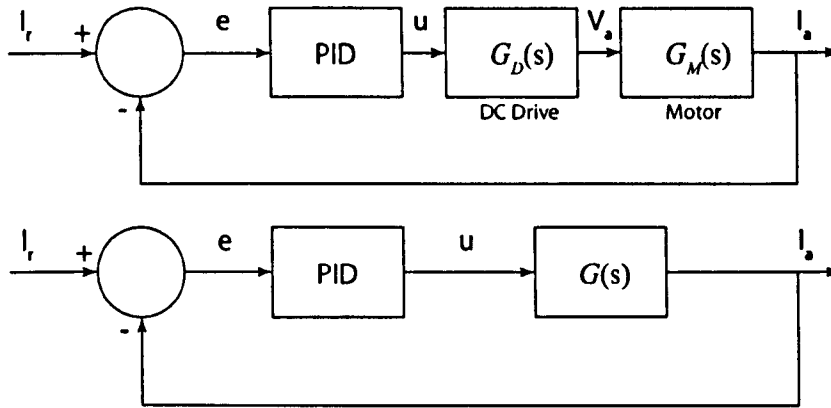 I_r + e PID u G_D(s) V_a G_M(s) I_a
-
DC Drive Motor
I_r + e PID u G(s) I_a
-